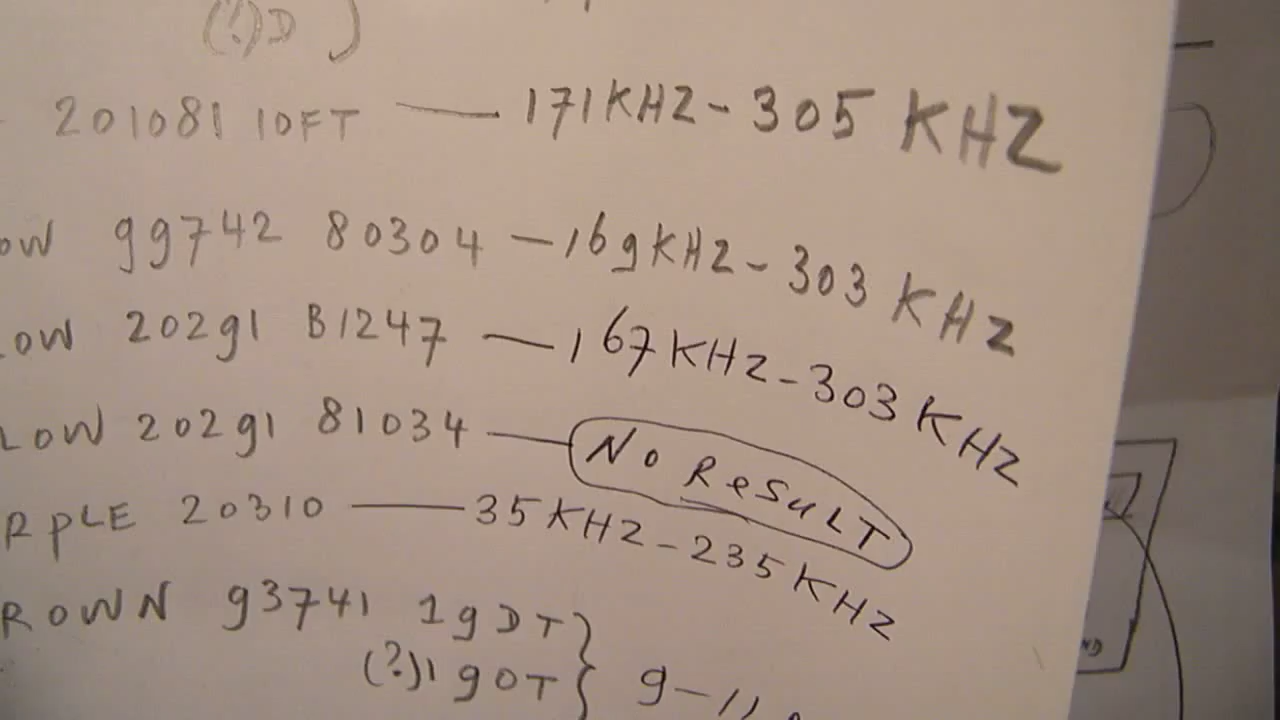 (?)D )
201081 10FT — 171KHZ - 305 KHZ
OW 99742 80304 — 169KHZ - 303 KHZ
LOW 20291 B1247 — 167KHZ - 303KHZ
LOW 20291 81034 — NO ReSuLT
RPLE 20310 — 35KHZ - 235KHZ
ROWN 93741 19DT }
(?)190T } 9-11
ND